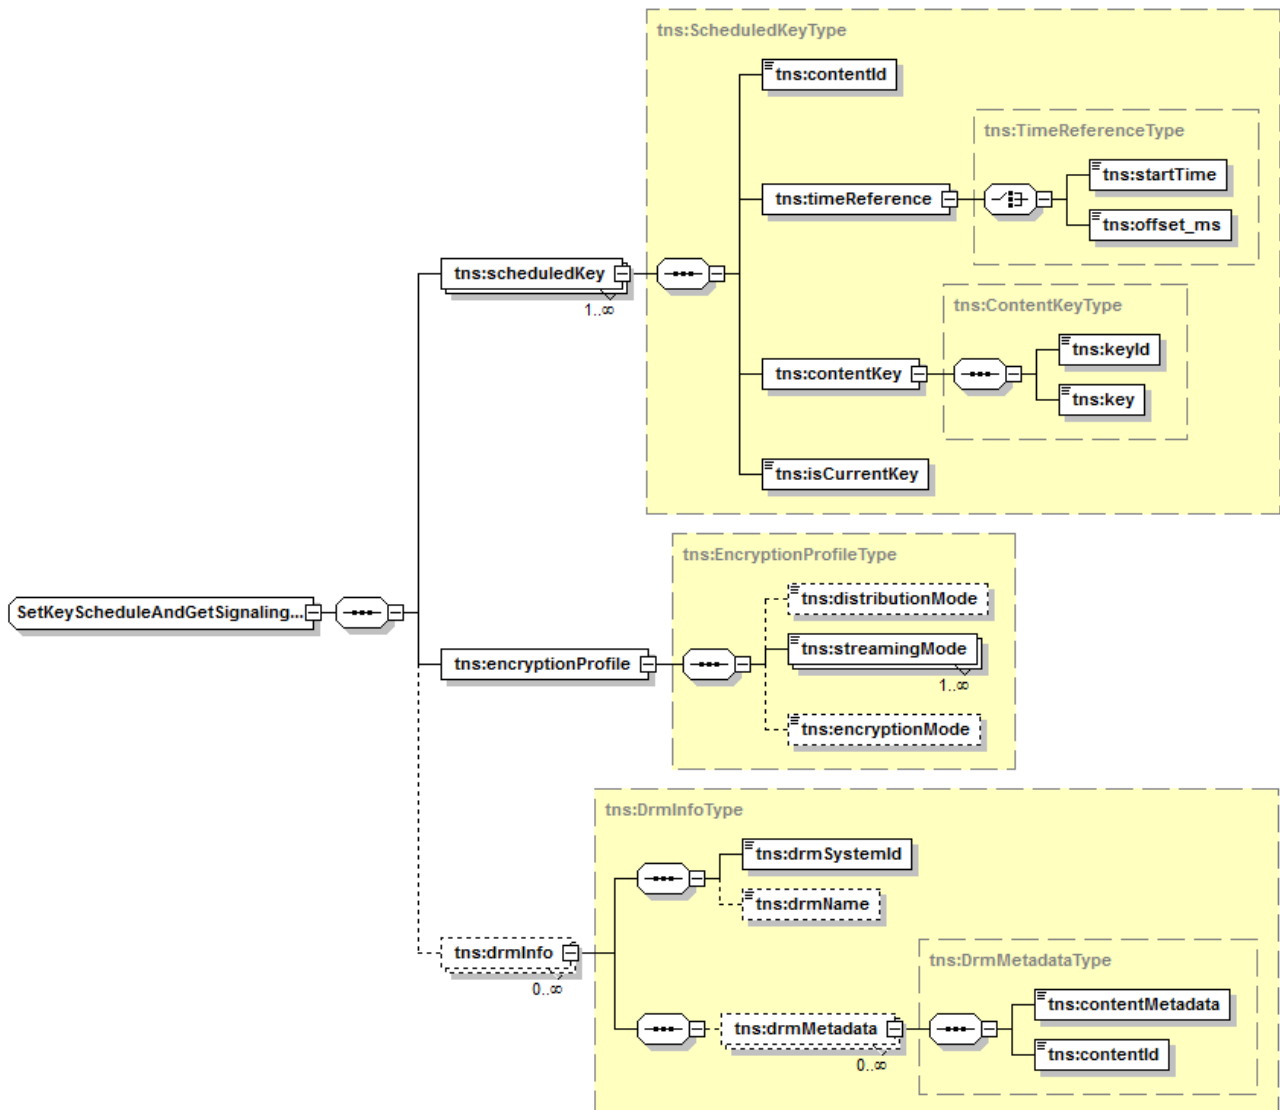 tns:ScheduledKeyType
tns:contentId
tns:TimeReferenceType
tns:startTime
tns:timeReference
tns:offset_ms
tns:scheduledKey
1..∞
tns:ContentKeyType
tns:keyId
tns:contentKey
tns:key
tns:isCurrentKey
tns:EncryptionProfileType
tns:distributionMode
SetKeyScheduleAndGetSignaling...
tns:streamingMode
tns:encryptionProfile
1..∞
tns:encryptionMode
tns:DrmInfoType
tns:drmSystemId
tns:drmName
tns:drmInfo
0..∞
tns:DrmMetadataType
tns:contentMetadata
tns:drmMetadata
0..∞
tns:contentId